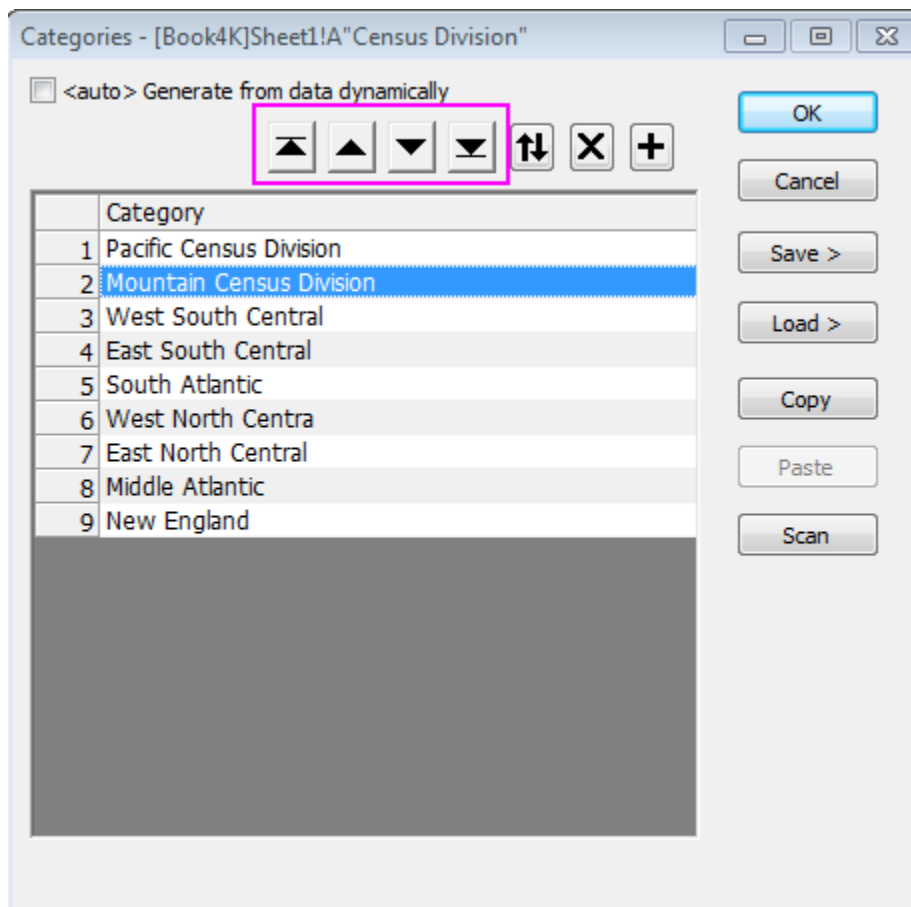 Categories - [Book4K]Sheet1!A"Census Division"
<auto> Generate from data dynamically
OK
Cancel
Save >
Load >
Copy
Paste
Scan
Category
1 Pacific Census Division
2 Mountain Census Division
3 West South Central
4 East South Central
5 South Atlantic
6 West North Centra
7 East North Central
8 Middle Atlantic
9 New England